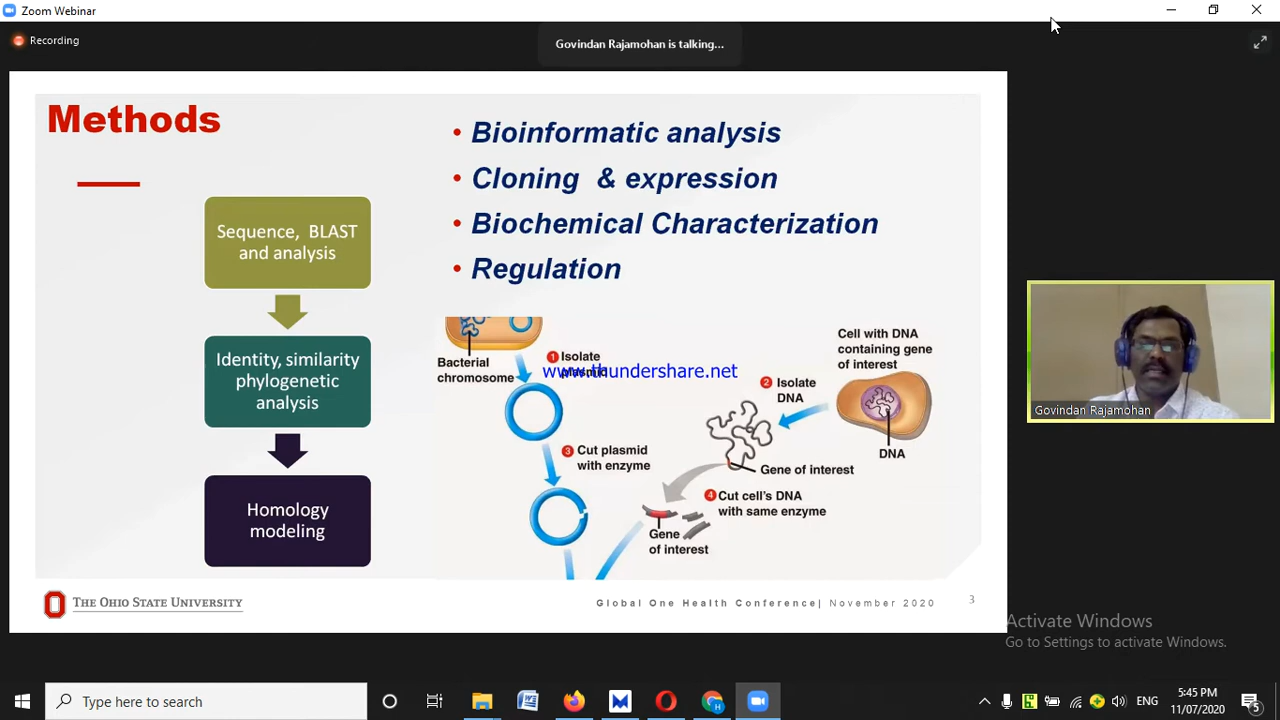 Zoom Webinar
Recording
Govindan Rajamohan is talking...
Methods
• Bioinformatic analysis
• Cloning & expression
• Biochemical Characterization
• Regulation
Sequence, BLAST
and analysis
Identity, similarity
phylogenetic
analysis
Homology
modeling
Bacterial
chromosome
1 Isolate
plasmid
www.thundershare.net
2 Isolate
DNA
Cell with DNA
containing gene
of interest
DNA
3 Cut plasmid
with enzyme
Gene of interest
4 Cut cell's DNA
with same enzyme
Gene
of interest
Govindan Rajamohan
O
THE OHIO STATE UNIVERSITY
Global One Health Conference| November 2020
3
Activate Windows
Go to Settings to activate Windows.
Type here to search
W
H
ENG
5:45 PM
11/07/2020
5